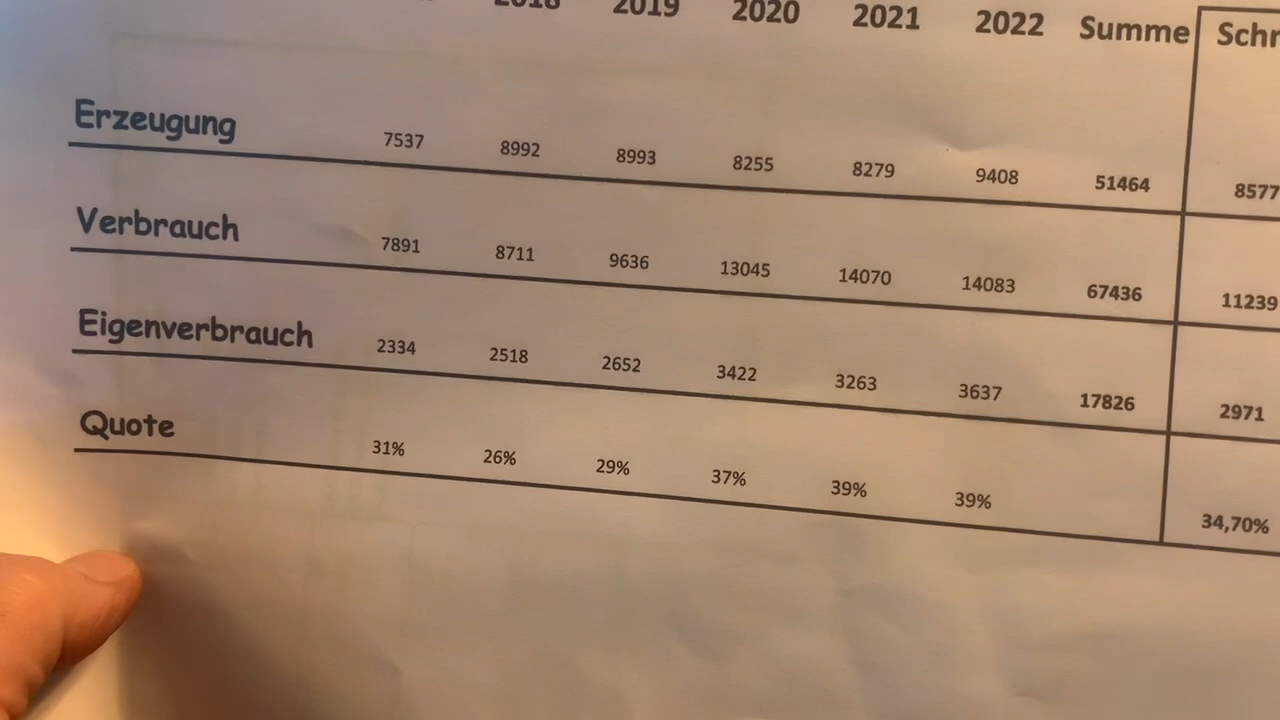 2018 2019 2020 2021 2022 Summe Schn
Erzeugung 7537 8992 8993 8255 8279 9408 51464 8577
Verbrauch 7891 8711 9636 13045 14070 14083 67436 11239
Eigenverbrauch 2334 2518 2652 3422 3263 3637 17826 2971
Quote 31% 26% 29% 37% 39% 39% 34,70%